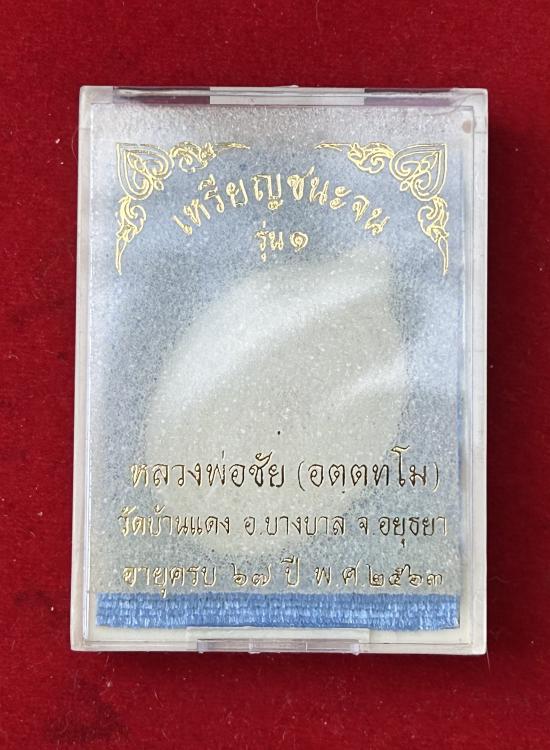 เหรียญชนะจน
รุ่น ๑
หลวงพ่อชัย (อตฺตทโม)
วัดบ้านแดง อ.บางบาล จ.อยุธยา
อายุครบ ๖๗ ปี พ.ศ.๒๕๖๓